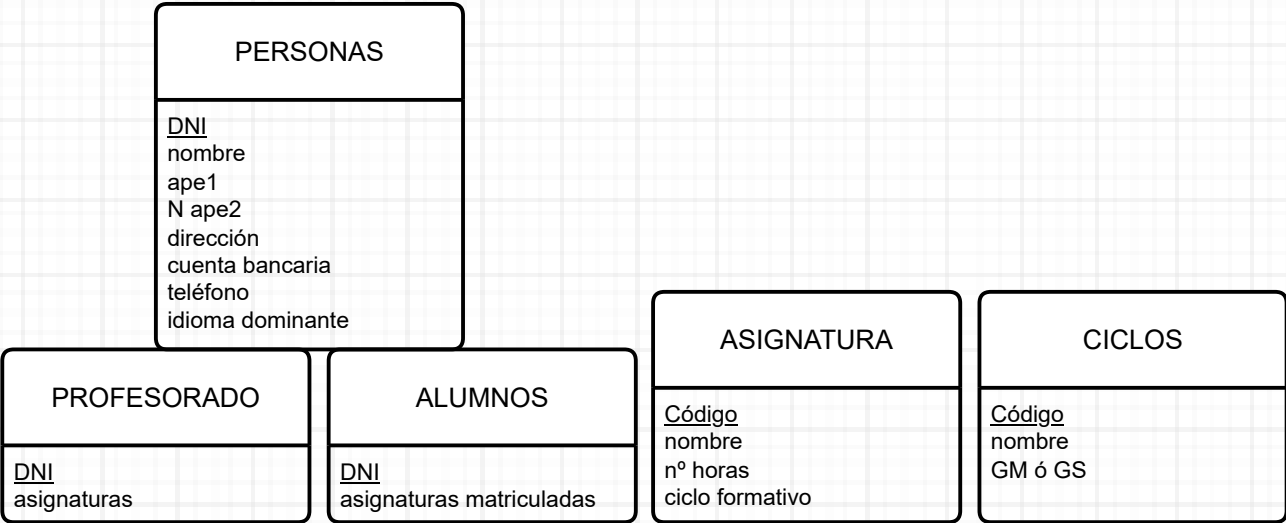 PERSONAS
DNI
nombre
ape1
N ape2
dirección
cuenta bancaria
teléfono
idioma dominante
PROFESORADO
DNI
asignaturas
ALUMNOS
DNI
asignaturas matriculadas
ASIGNATURA
Código
nombre
nº horas
ciclo formativo
CICLOS
Código
nombre
GM ó GS